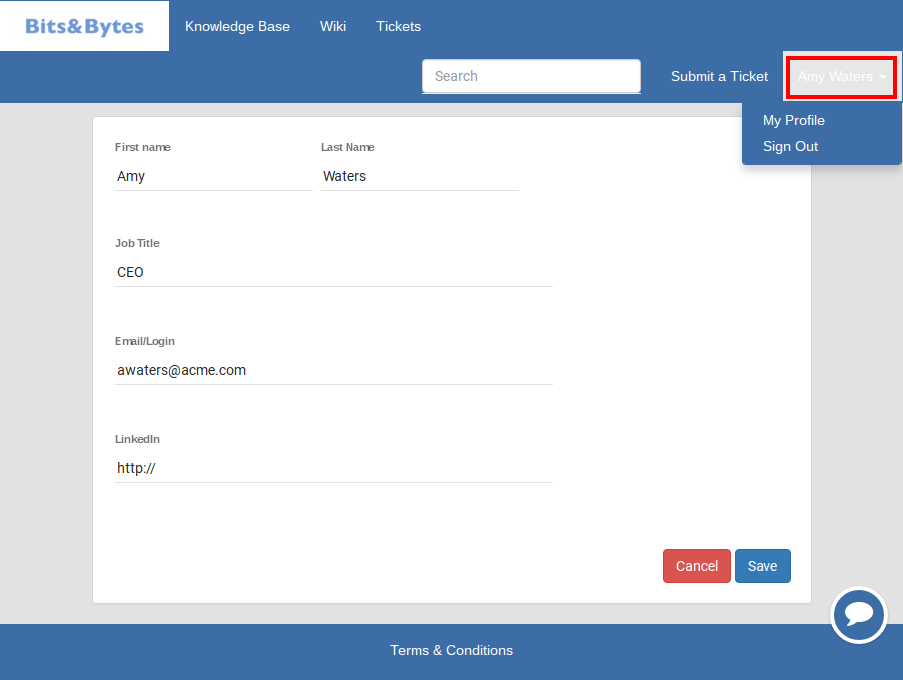 Bits&Bytes Knowledge Base Wiki Tickets
Search Submit a Ticket Amy Waters
My Profile
Sign Out
First name Last Name
Amy Waters
Job Title
CEO
Email/Login
awaters@acme.com
LinkedIn
http://
Cancel Save
Terms & Conditions